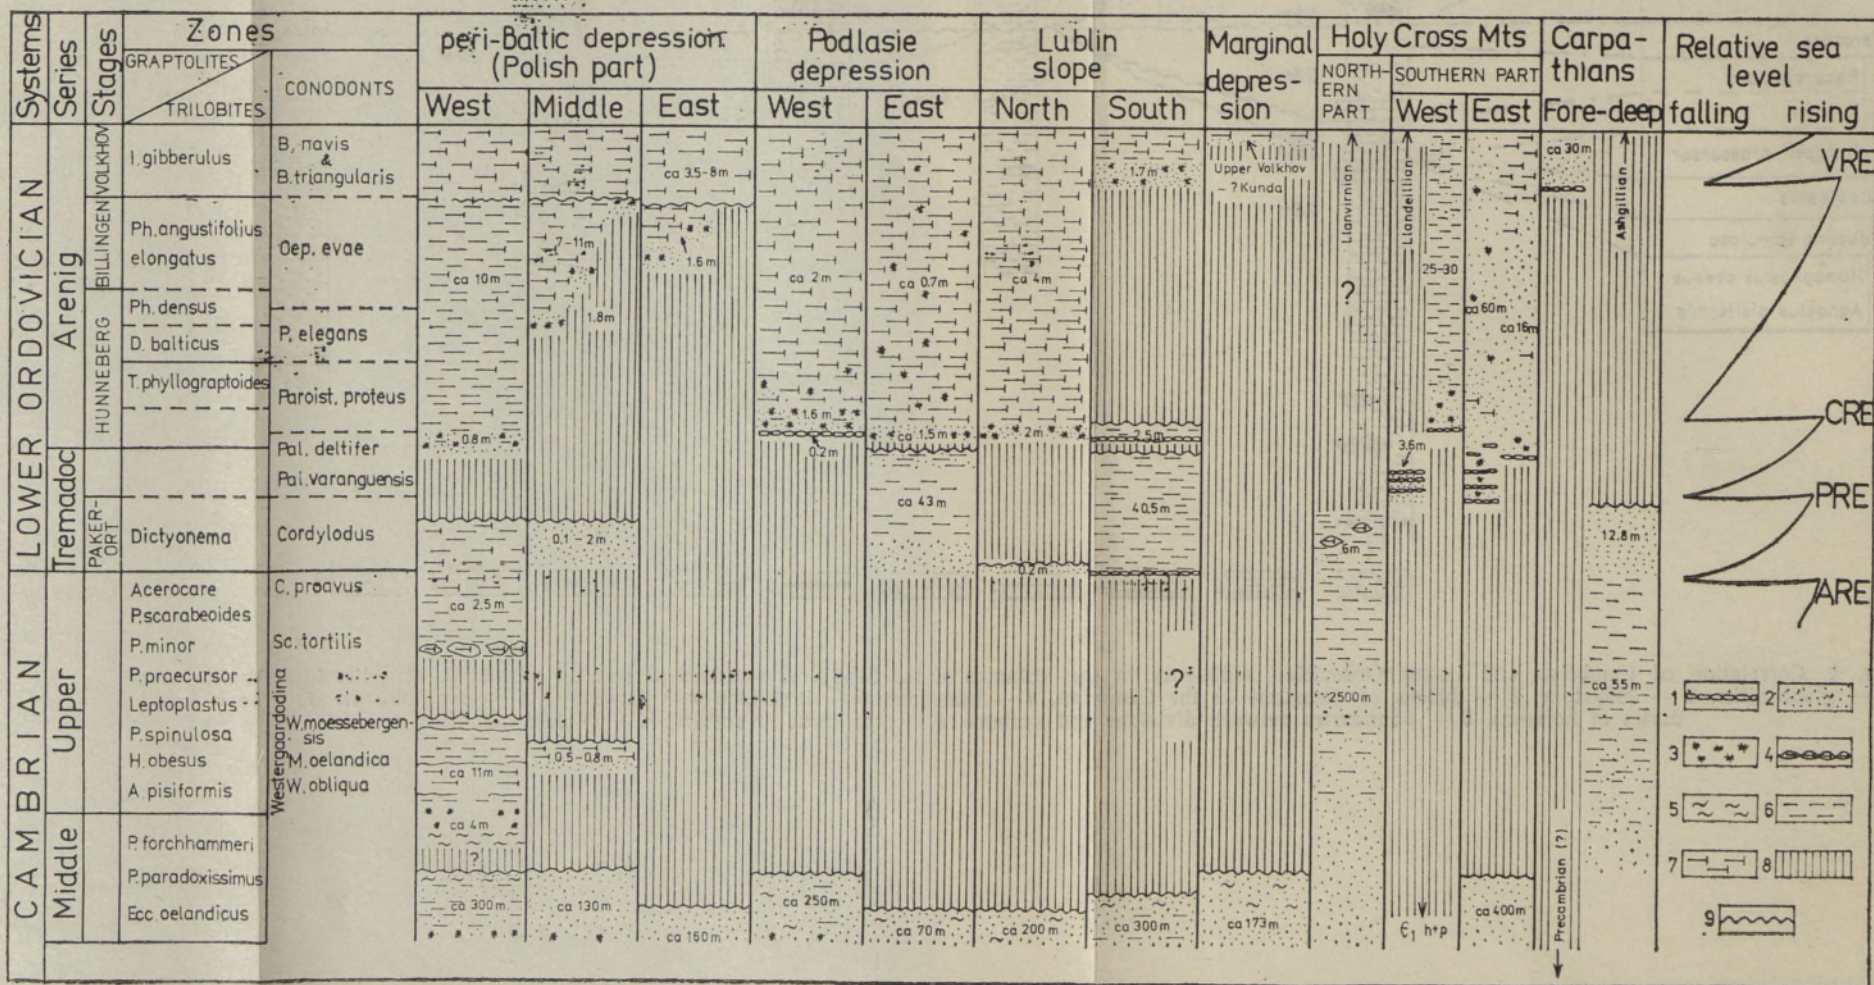 Systems
Series
Stages
Zones
GRAPTOLITES
TRILOBITES
CONODONTS
peri-Baltic depression
(Polish part)
West
Middle
East
Podlasie
depression
West
East
Lublin
slope
North
South
Marginal
depres-
sion
Holy Cross Mts
NORTH-
ERN
PART
SOUTHERN PART
West
East
Carpa-
thians
Fore-deep
Relative sea
level
falling rising
LOWER ORDOVICIAN
Arenig
Tremadoc
VOLKHOV
BILLINGEN
HUNNEBERG
PAKER-
ORT
I. gibberulus
Ph. angustifolius
elongatus
Ph. densus
D. balticus
T. phyllograptoides
Dictyonema
B. navis
&
B. triangularis
Oep. evae
P. elegans
Paroist. proteus
Pal. deltifer
Pal. varanguensis
Cordylodus
CAMBRIAN
Upper
Middle
Acerocare
P. scarabeoides
P. minor
P. praecursor
Leptoplastus
P. spinulosa
H. obesus
A. pisiformis
P. forchhammeri
P. paradoxissimus
Ecc. oelandicus
C. proavus
Sc. tortilis
Westergaardodina
W. moessebergen-
sis
M. oelandica
W. obliqua
ca 10m
0.8m
ca 2.5m
ca 11m
ca 4m
?
ca 300m
7-11m
1.8m
0.1-2m
0.5-0.8m
ca 130m
ca 3.5-8m
1.6m
ca 160m
ca 2m
1.6m
0.2m
ca 250m
ca 0.7m
ca 1.5m
ca 43m
ca 70m
ca 4m
2m
0.2m
ca 200m
1.7m
2.5m
40.5m
?
ca 300m
Upper Volkhov
- ? Kunda
ca 173m
Llanvirnian
?
6m
2500m
Llandeillian
25-30
3.6m
€1 h+p
ca 60m
ca 16m
ca 400m
ca 30m
Precambrian (?)
Ashgillian
12.8m
ca 55m
VRE
CRE
PRE
ARE
1
2
3
4
5
6
7
8
9